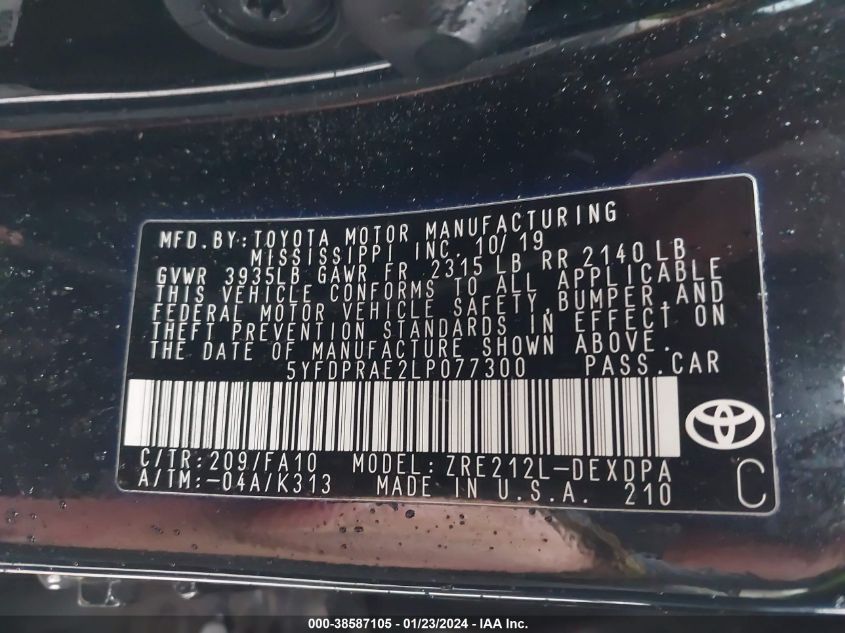 MFD. BY: TOYOTA MOTOR MANUFACTURING
MISSISSIPPI INC. 10/19
GVWR 3935LB GAWR FR 2315 LB RR 2140 LB
THIS VEHICLE CONFORMS TO ALL APPLICABLE
FEDERAL MOTOR VEHICLE SAFETY, BUMPER, AND
THEFT PREVENTION STANDARDS IN EFFECT ON
THE DATE OF MANUFACTURE SHOWN ABOVE.
5YFDPRAE2LP077300 PASS. CAR
C/TR: 209/FA10 MODEL: ZRE212L-DEXDPA
A/TM: -04A/K313 MADE IN U.S.A. 210
C
000-38587105 - 01/23/2024 - IAA Inc.